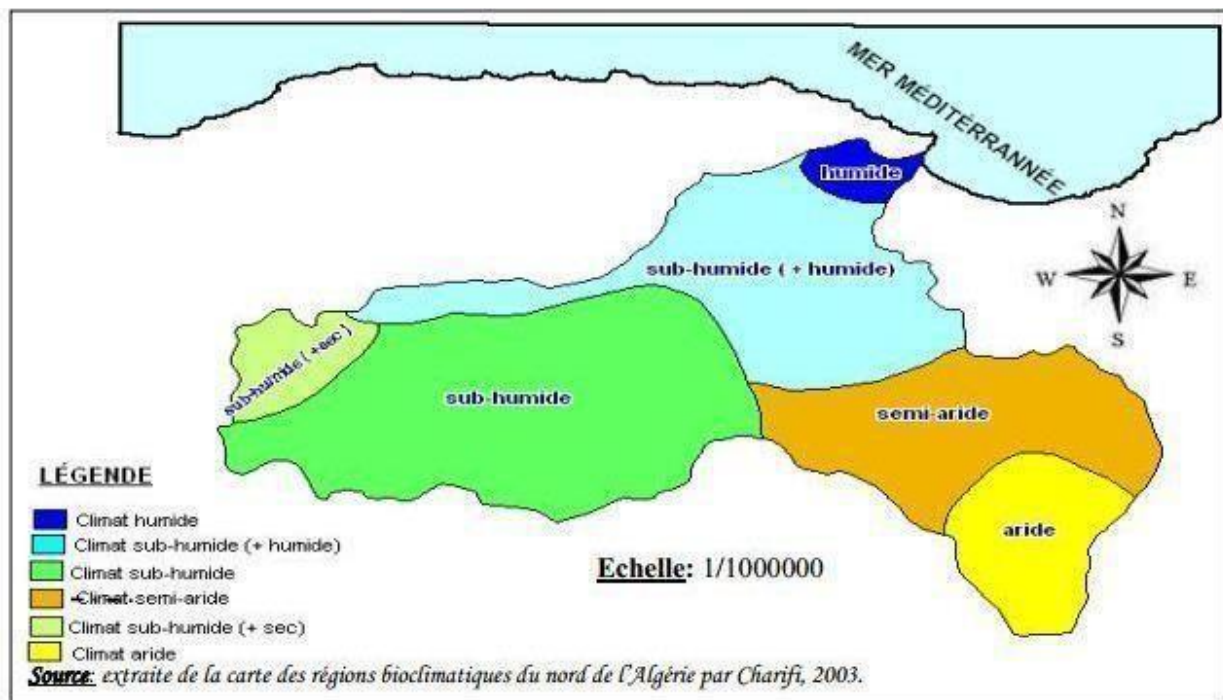 MER MÉDITÉRRANNÉE
humide
sub-humide ( + humide)
N
W
E
S
sub-humide ( +sec )
sub-humide
semi-aride
aride
LÉGENDE
Climat humide
Climat sub-humide (+ humide)
Climat sub-humide
Climat semi-aride
Climat sub-humide (+ sec)
Climat aride
Echelle: 1/1000000
Source: extraite de la carte des régions bioclimatiques du nord de l'Algérie par Charifi, 2003.